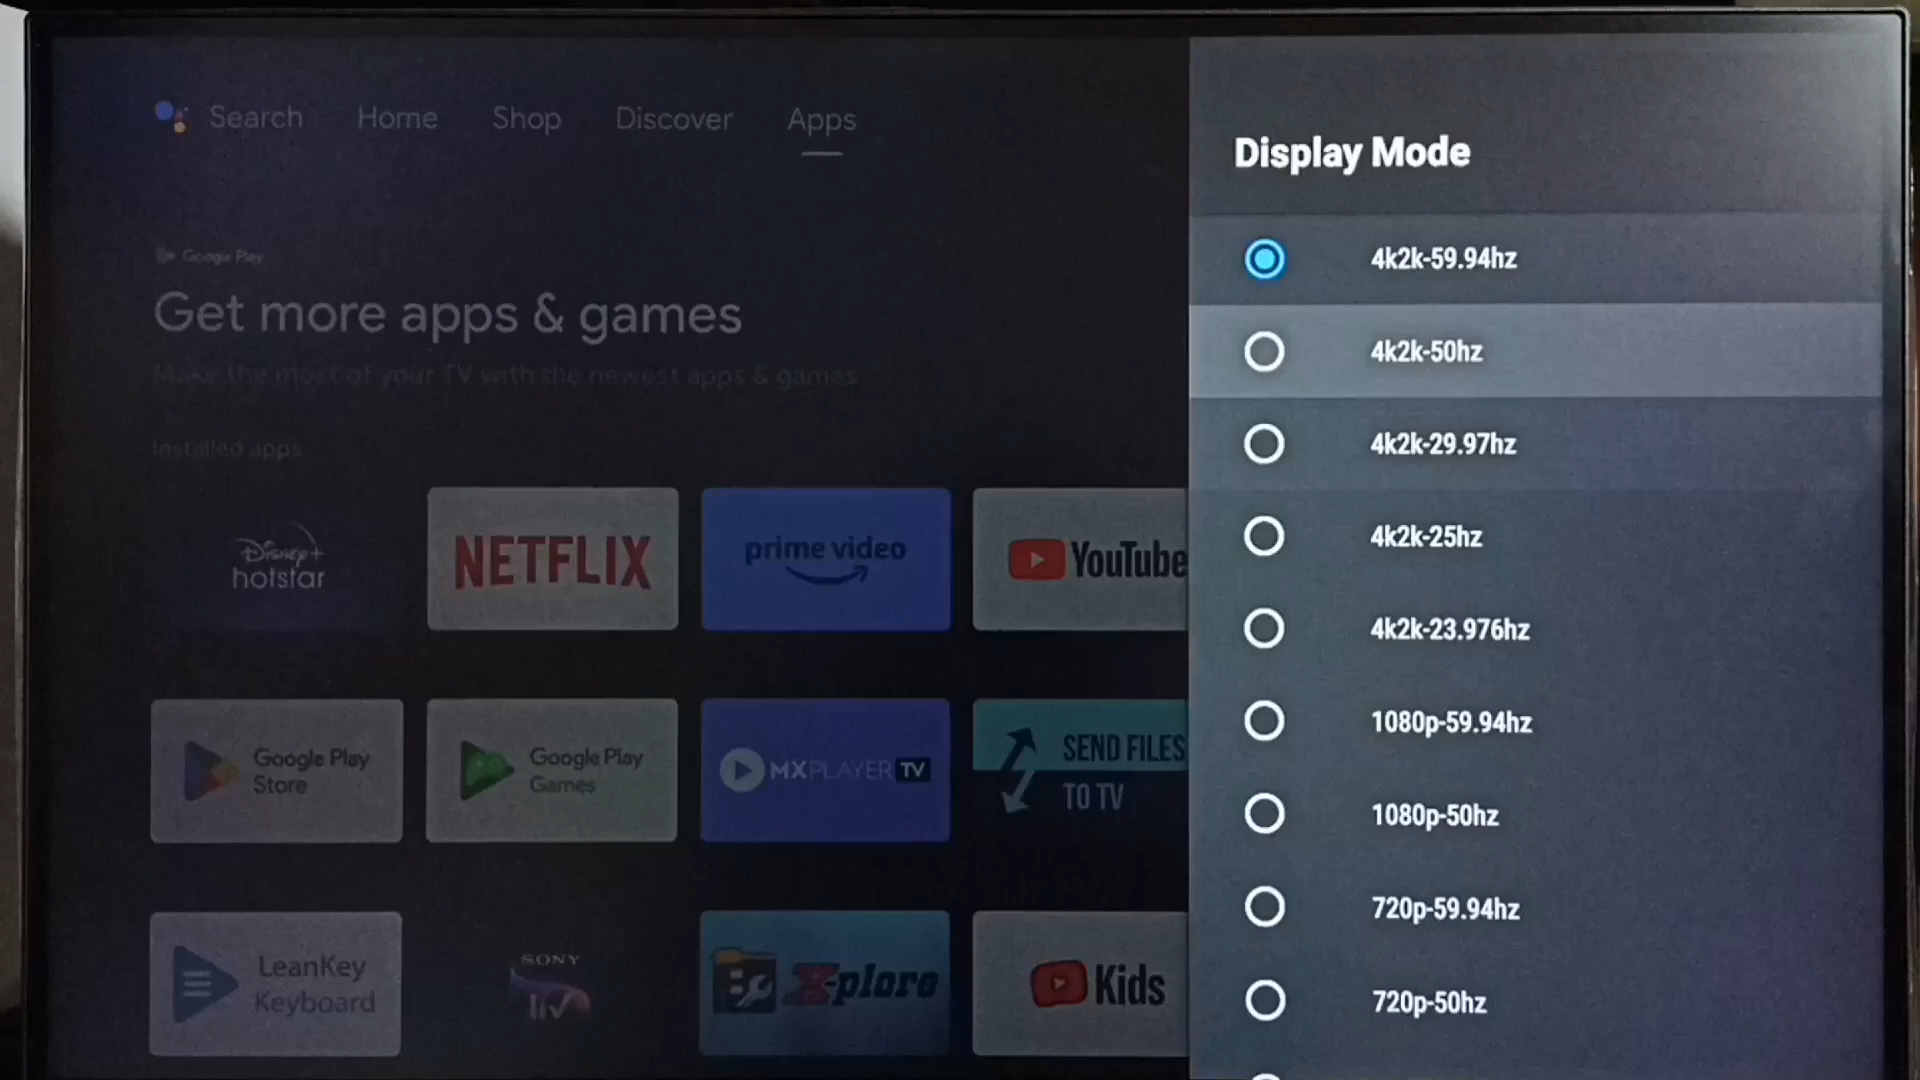 Search Home Shop Discover Apps
Google Play
Get more apps & games
Make the most of your TV with the newest apps & games
Installed apps
Disney+
hotstar
NETFLIX
prime video
YouTube
Google Play
Store
Google Play
Games
MXPLAYER TV
SEND FILES
TO TV
LeanKey
Keyboard
SONY
liv
X-plore
Kids
Display Mode
4k2k-59.94hz
4k2k-50hz
4k2k-29.97hz
4k2k-25hz
4k2k-23.976hz
1080p-59.94hz
1080p-50hz
720p-59.94hz
720p-50hz